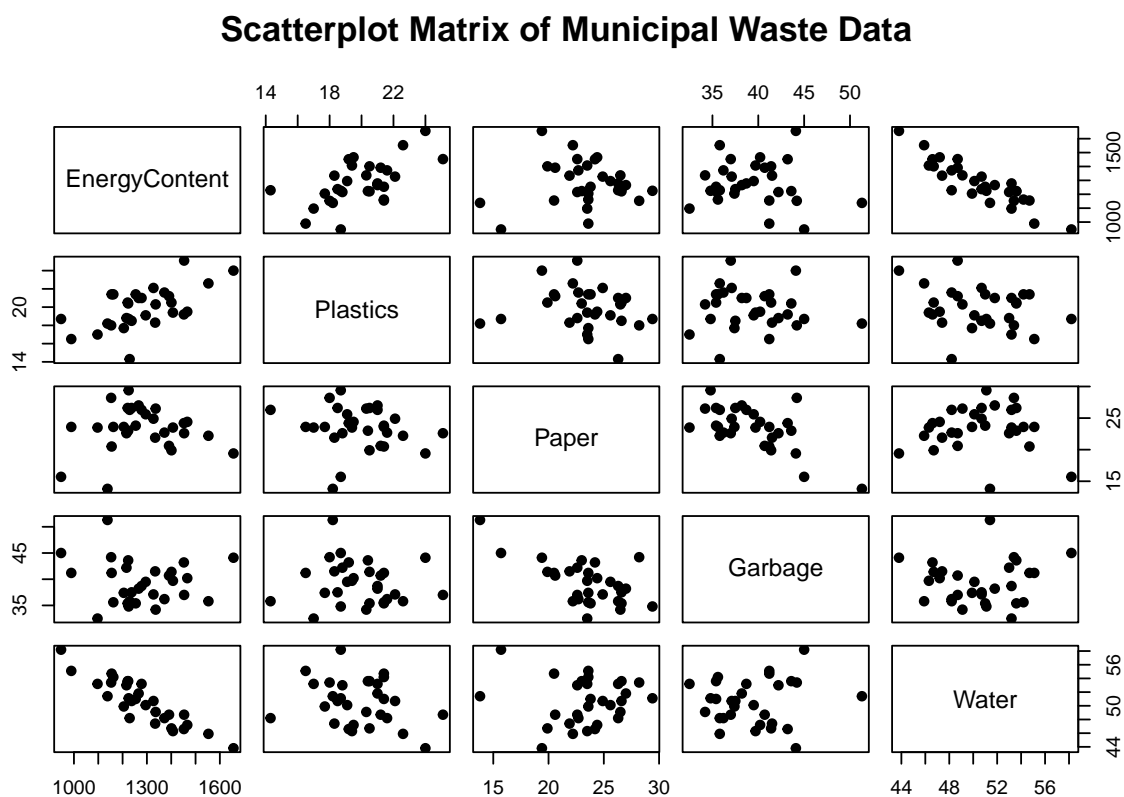 Scatterplot Matrix of Municipal Waste Data
14 18 22 35 40 45 50
EnergyContent 1000 1500
14 20 Plastics
Paper 15 25
35 45 Garbage
Water 44 50 56
1000 1300 1600 15 20 25 30 44 48 52 56